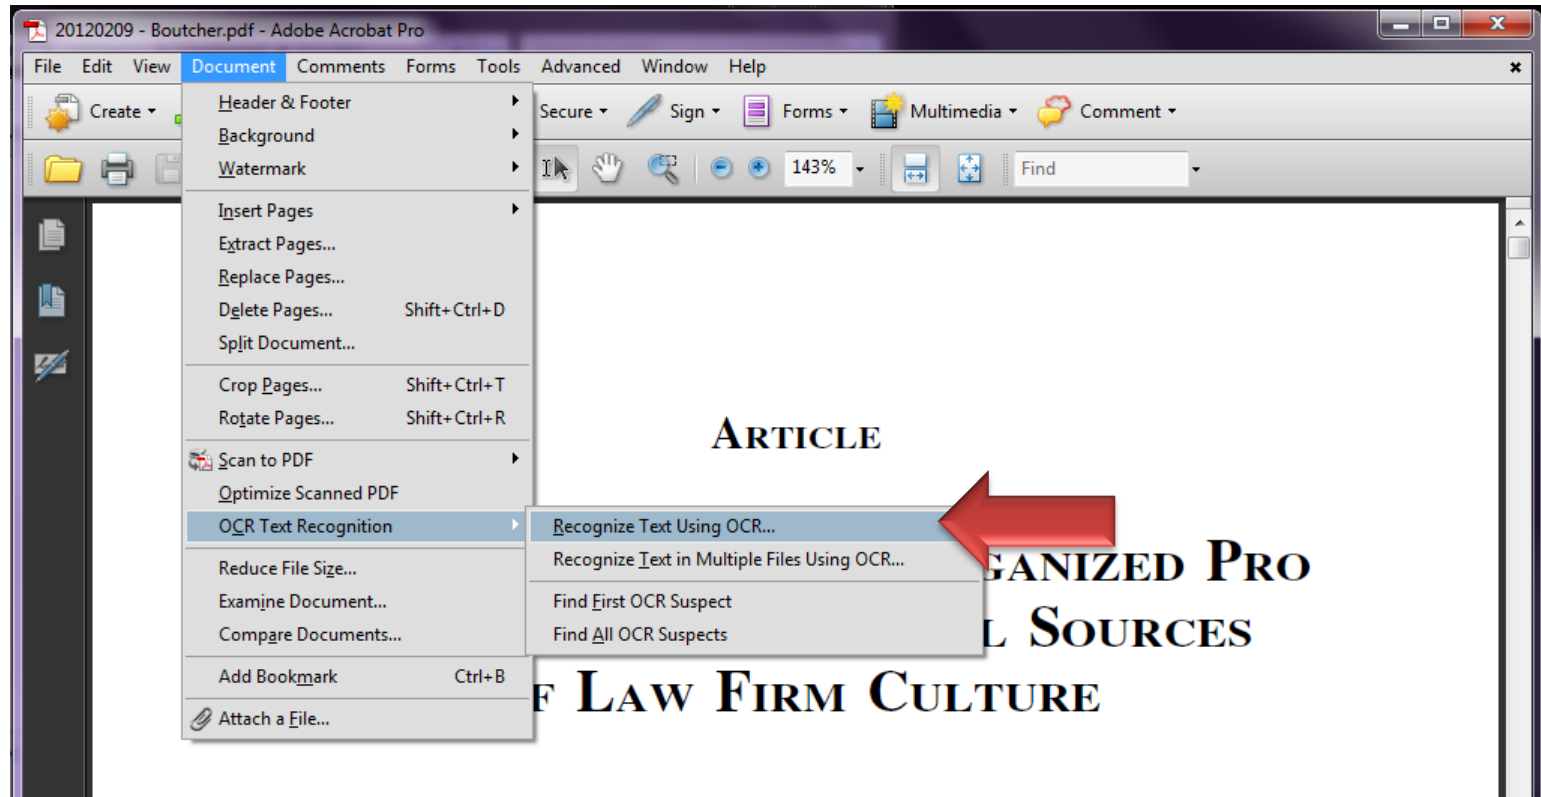 20120209 - Boutcher.pdf - Adobe Acrobat Pro
File Edit View Document Comments Forms Tools Advanced Window Help
Create Secure Sign Forms Multimedia Comment
143% Find
Header & Footer
Background
Watermark
Insert Pages
Extract Pages...
Replace Pages...
Delete Pages... Shift+Ctrl+D
Split Document...
Crop Pages... Shift+Ctrl+T
Rotate Pages... Shift+Ctrl+R
Scan to PDF
Optimize Scanned PDF
OCR Text Recognition
Reduce File Size...
Examine Document...
Compare Documents...
Add Bookmark Ctrl+B
Attach a File...
Recognize Text Using OCR...
Recognize Text in Multiple Files Using OCR...
Find First OCR Suspect
Find All OCR Suspects
ARTICLE
GANIZED PRO
L SOURCES
F LAW FIRM CULTURE